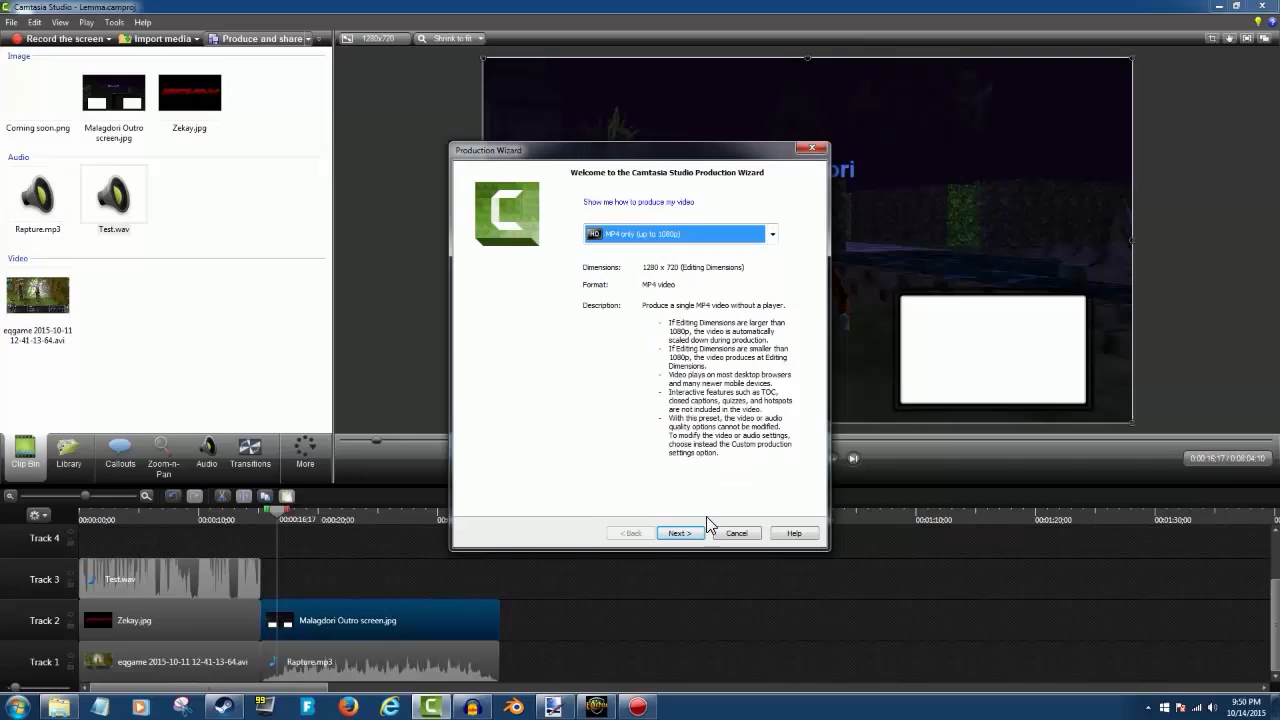 Camtasia Studio - Lemma.camproj
File Edit View Play Tools Help
Record the screen Import media Produce and share 1280x720 Shrink to fit
Image
Coming soon.png
Malagdori Outro
screen.jpg
Zekay.jpg
Audio
Rapture.mp3
Test.wav
Video
eqgame 2015-10-11
12-41-13-64.avi
ori
Production Wizard
Welcome to the Camtasia Studio Production Wizard
Show me how to produce my video
HD MP4 only (up to 1080p)
Dimensions: 1280 x 720 (Editing Dimensions)
Format: MP4 video
Description: Produce a single MP4 video without a player.
- If Editing Dimensions are larger than
1080p, the video is automatically
scaled down during production.
- If Editing Dimensions are smaller than
1080p, the video produces at Editing
Dimensions.
- Video plays on most desktop browsers
and many newer mobile devices.
- Interactive features such as TOC,
closed captions, quizzes, and hotspots
are not included in the video.
- With this preset, the video or audio
quality options cannot be modified.
To modify the video or audio settings,
choose instead the Custom production
settings option.
< Back Next > Cancel Help
Clip Bin
Library
Callouts
Zoom-n-
Pan
Audio
Transitions
More
0:00:16;17 / 0:08:04;10
00:00:00;00 00:00:10;00 00:00:16;17 00:00:20;00 00:01:10;00 00:01:20;00 00:01:30;00
Track 4
Track 3 Test.wav
Track 2 Zekay.jpg Malagdori Outro screen.jpg
Track 1 eqgame 2015-10-11 12-41-13-64.avi Rapture.mp3
99
9:50 PM
10/14/2015